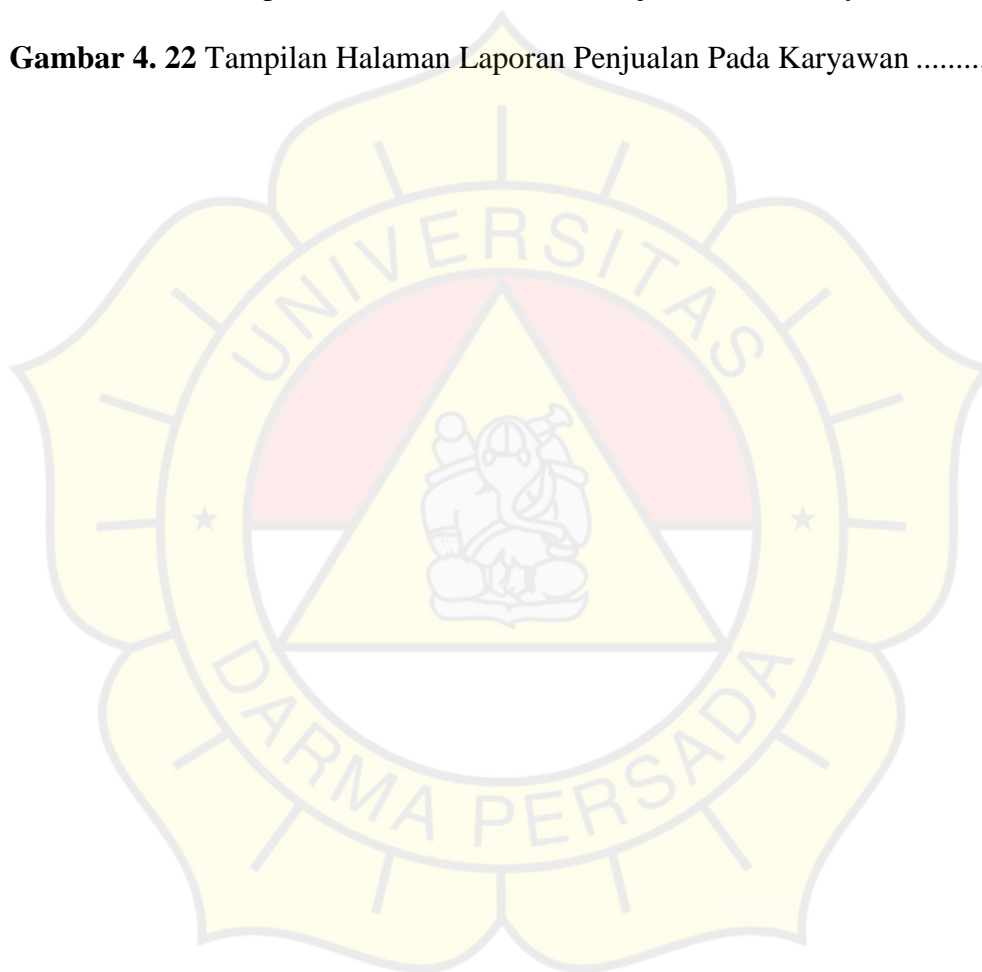 Gambar 4. 22 Tampilan Halaman Laporan Penjualan Pada Karyawan .........
UNIVERSITAS
DARMA PERSADA